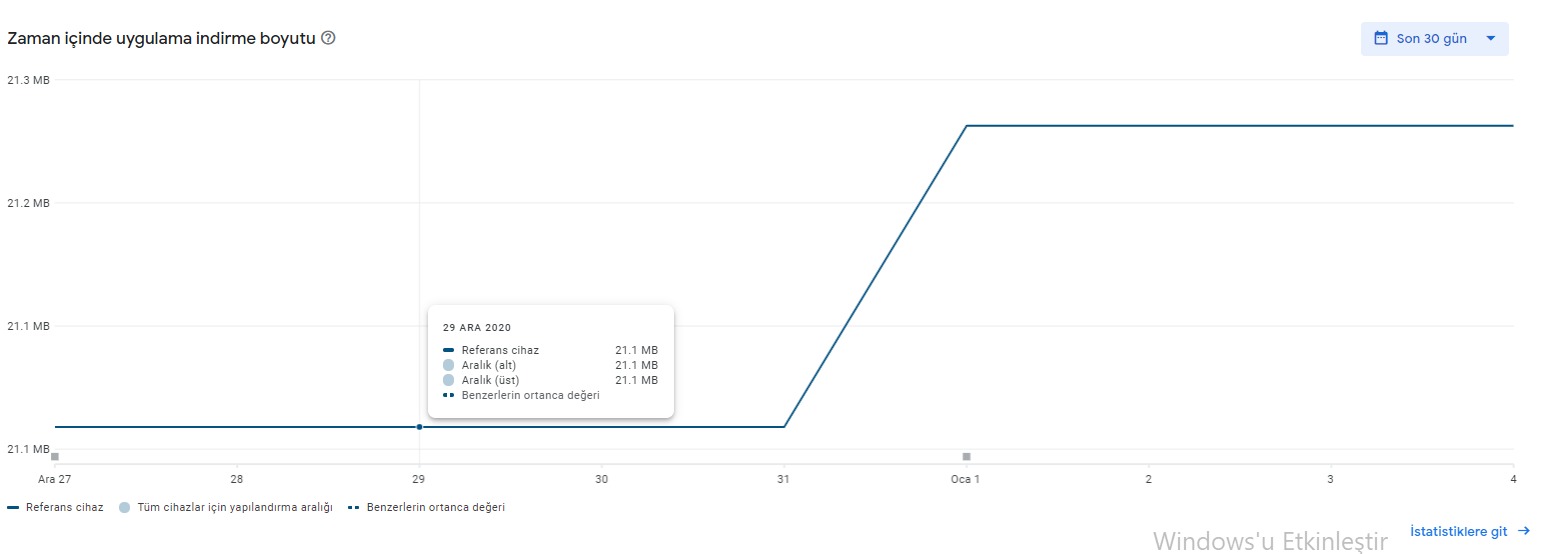 Zaman içinde uygulama indirme boyutu
Son 30 gün
21.3 MB
21.2 MB
21.1 MB
21.1 MB
29 ARA 2020
Referans cihaz 21.1 MB
Aralık (alt) 21.1 MB
Aralık (üst) 21.1 MB
Benzerlerin ortanca değeri
Ara 27 28 29 30 31 Oca 1 2 3 4
Referans cihaz Tüm cihazlar için yapılandırma aralığı Benzerlerin ortanca değeri
İstatistiklere git
Windows'u Etkinleştir